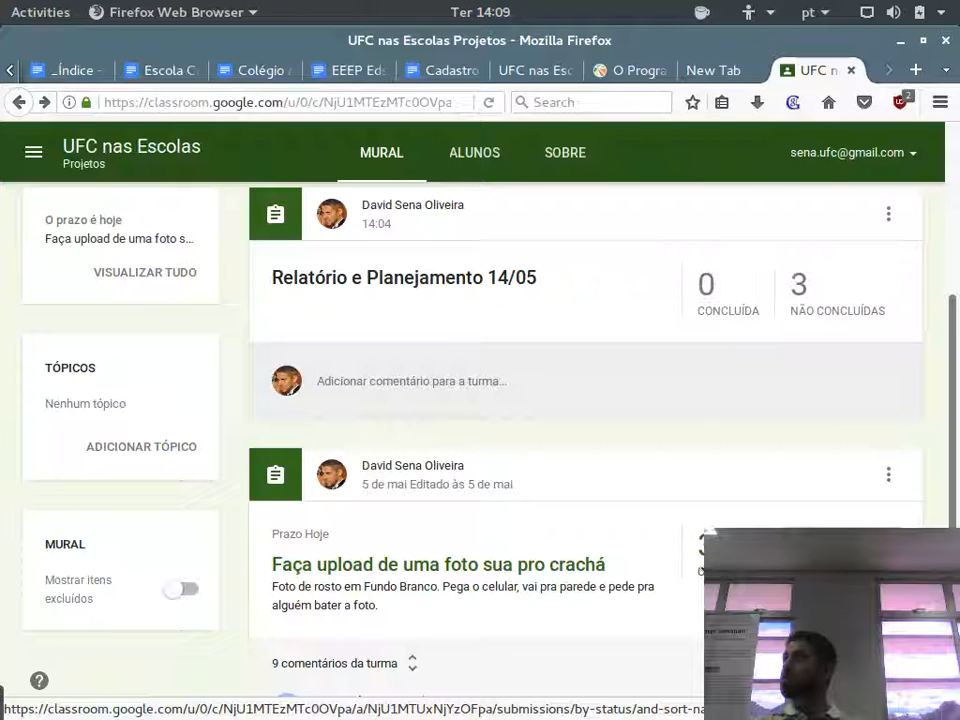 Activities Firefox Web Browser Ter 14:09 pt
UFC nas Escolas Projetos - Mozilla Firefox
_Índice - Escola C Colégio EEEP Ed Cadastro UFC nas Esc O Progra New Tab UFC n
https://classroom.google.com/u/0/c/NjU1MTEzMTc0OVpa Search 2
UFC nas Escolas
Projetos
MURAL ALUNOS SOBRE sena.ufc@gmail.com
O prazo é hoje
Faça upload de uma foto s...
VISUALIZAR TUDO
TÓPICOS
Nenhum tópico
ADICIONAR TÓPICO
MURAL
Mostrar itens
excluídos
David Sena Oliveira
14:04
Relatório e Planejamento 14/05
0
CONCLUÍDA
3
NÃO CONCLUÍDAS
Adicionar comentário para a turma...
David Sena Oliveira
5 de mai Editado às 5 de mai
Prazo Hoje
Faça upload de uma foto sua pro crachá
Foto de rosto em Fundo Branco. Pega o celular, vai pra parede e pede pra
alguém bater a foto.
9 comentários da turma
https://classroom.google.com/u/0/c/NjU1MTEzMTc0OVpa/a/NjU1MTUxNjYzOFpa/submissions/by-status/and-sort-na